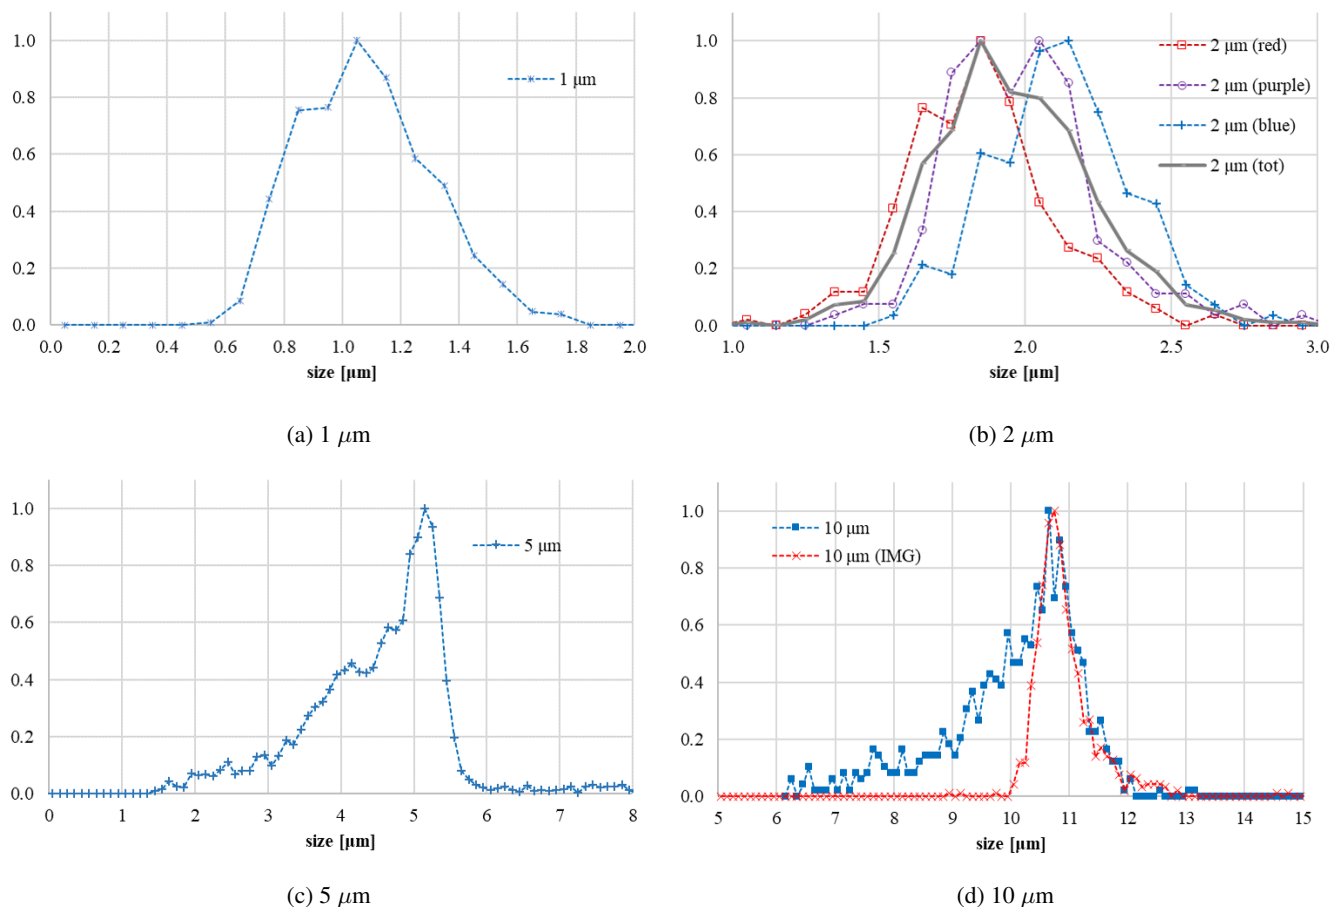 1.0
0.8
0.6
0.4
0.2
0.0
0.0 0.2 0.4 0.6 0.8 1.0 1.2 1.4 1.6 1.8 2.0
size [µm]
1 µm
(a) 1 µm
1.0
0.8
0.6
0.4
0.2
0.0
1.0 1.5 2.0 2.5 3.0
size [µm]
2 µm (red)
2 µm (purple)
2 µm (blue)
2 µm (tot)
(b) 2 µm
1.0
0.8
0.6
0.4
0.2
0.0
0 1 2 3 4 5 6 7 8
size [µm]
5 µm
(c) 5 µm
1.0
0.8
0.6
0.4
0.2
0.0
5 6 7 8 9 10 11 12 13 14 15
size [µm]
10 µm
10 µm (IMG)
(d) 10 µm